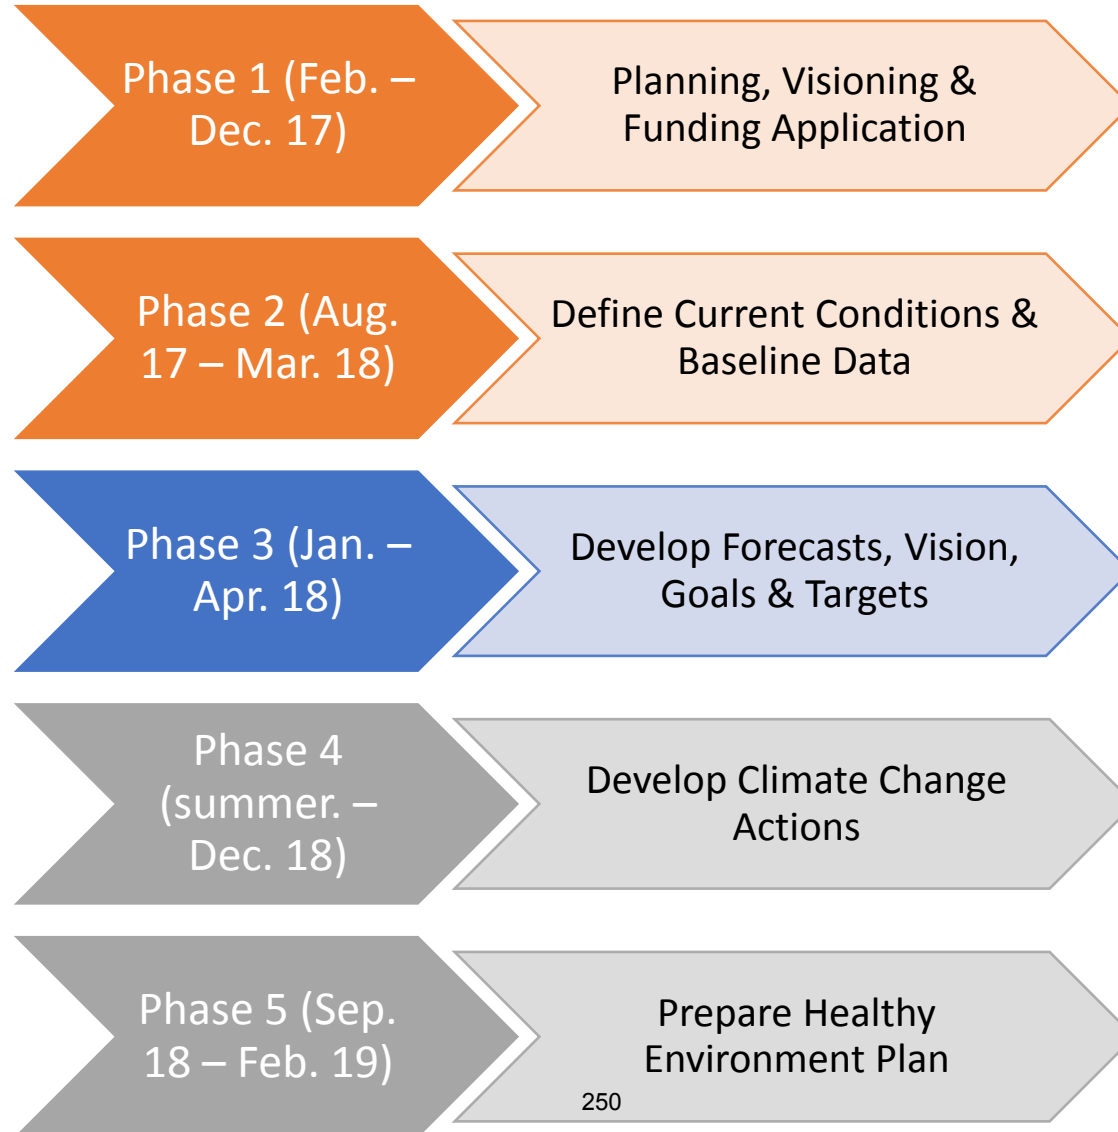 Phase 1 (Feb. –
Dec. 17)
Planning, Visioning &
Funding Application
Phase 2 (Aug.
17 – Mar. 18)
Define Current Conditions &
Baseline Data
Phase 3 (Jan. –
Apr. 18)
Develop Forecasts, Vision,
Goals & Targets
Phase 4
(summer. –
Dec. 18)
Develop Climate Change
Actions
Phase 5 (Sep.
18 – Feb. 19)
Prepare Healthy
Environment Plan
250